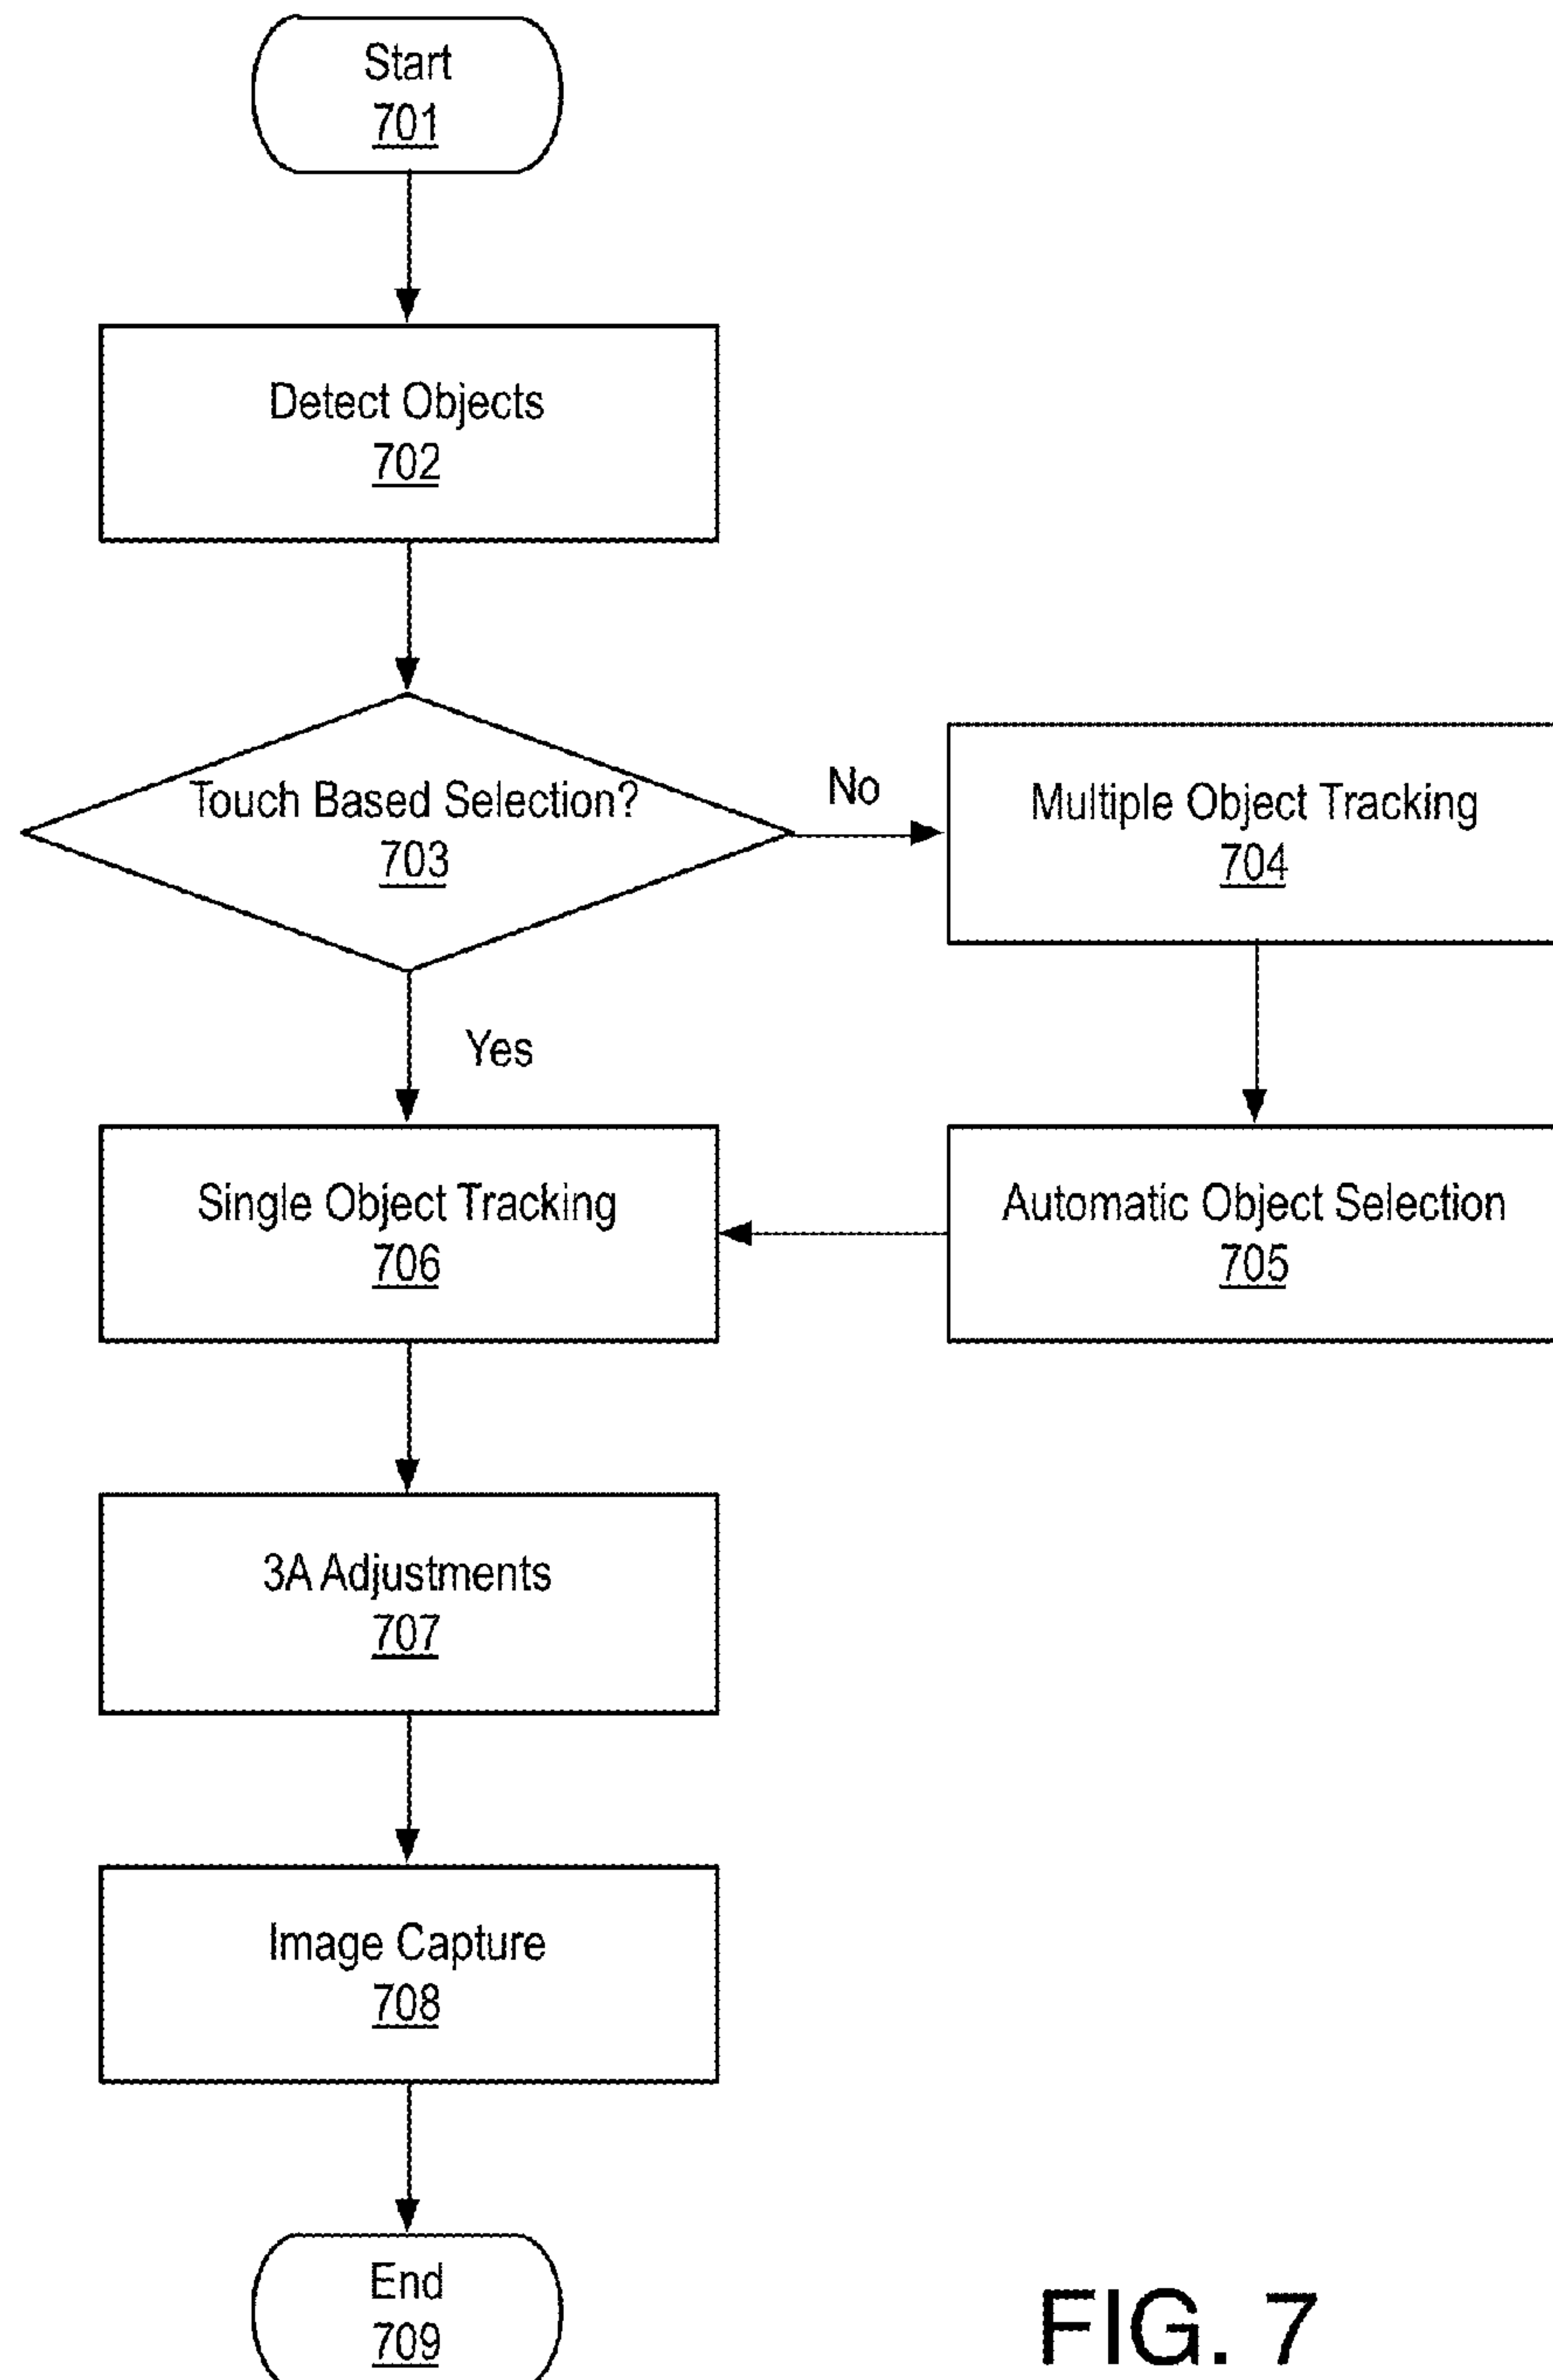 Start
701
Detect Objects
702
Touch Based Selection?
703
No
Multiple Object Tracking
704
Yes
Single Object Tracking
706
Automatic Object Selection
705
3A Adjustments
707
Image Capture
708
End
709
FIG. 7